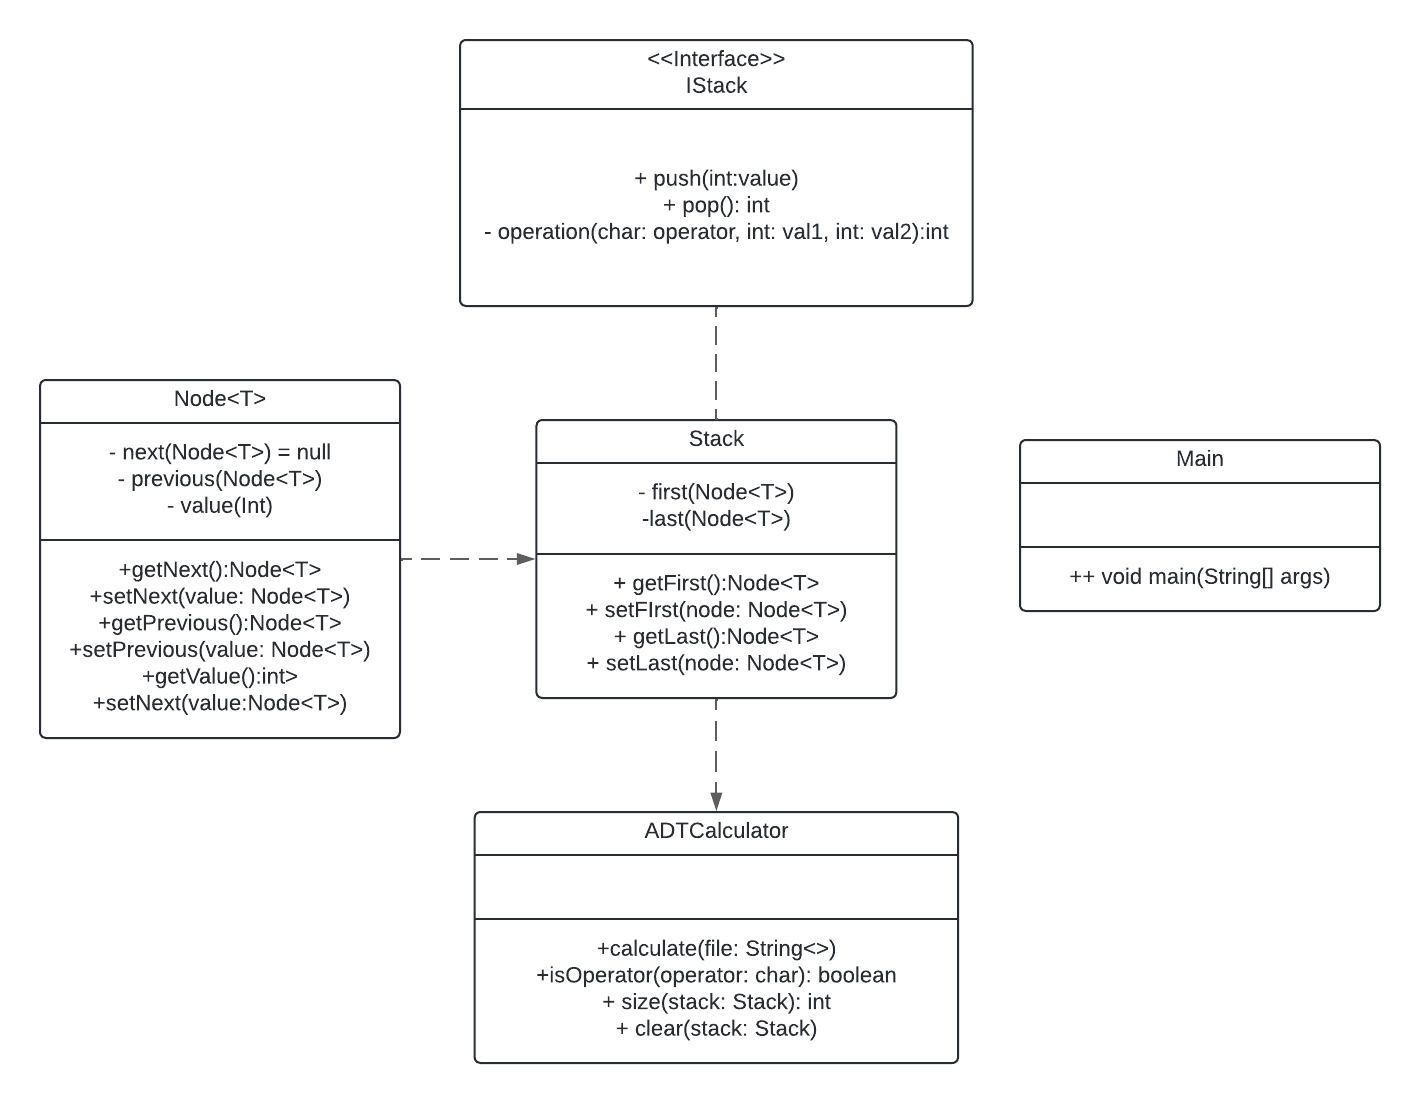 <<Interface>>
IStack
+ push(int:value)
+ pop(): int
- operation(char: operator, int: val1, int: val2):int
Node<T>
- next(Node<T>) = null
- previous(Node<T>)
- value(Int)
+getNext():Node<T>
+setNext(value: Node<T>)
+getPrevious():Node<T>
+setPrevious(value: Node<T>)
+getValue():int>
+setNext(value:Node<T>)
Stack
- first(Node<T>)
-last(Node<T>)
+ getFirst():Node<T>
+ setFIrst(node: Node<T>)
+ getLast():Node<T>
+ setLast(node: Node<T>)
Main
++ void main(String[] args)
ADTCalculator
+calculate(file: String<>)
+isOperator(operator: char): boolean
+ size(stack: Stack): int
+ clear(stack: Stack)